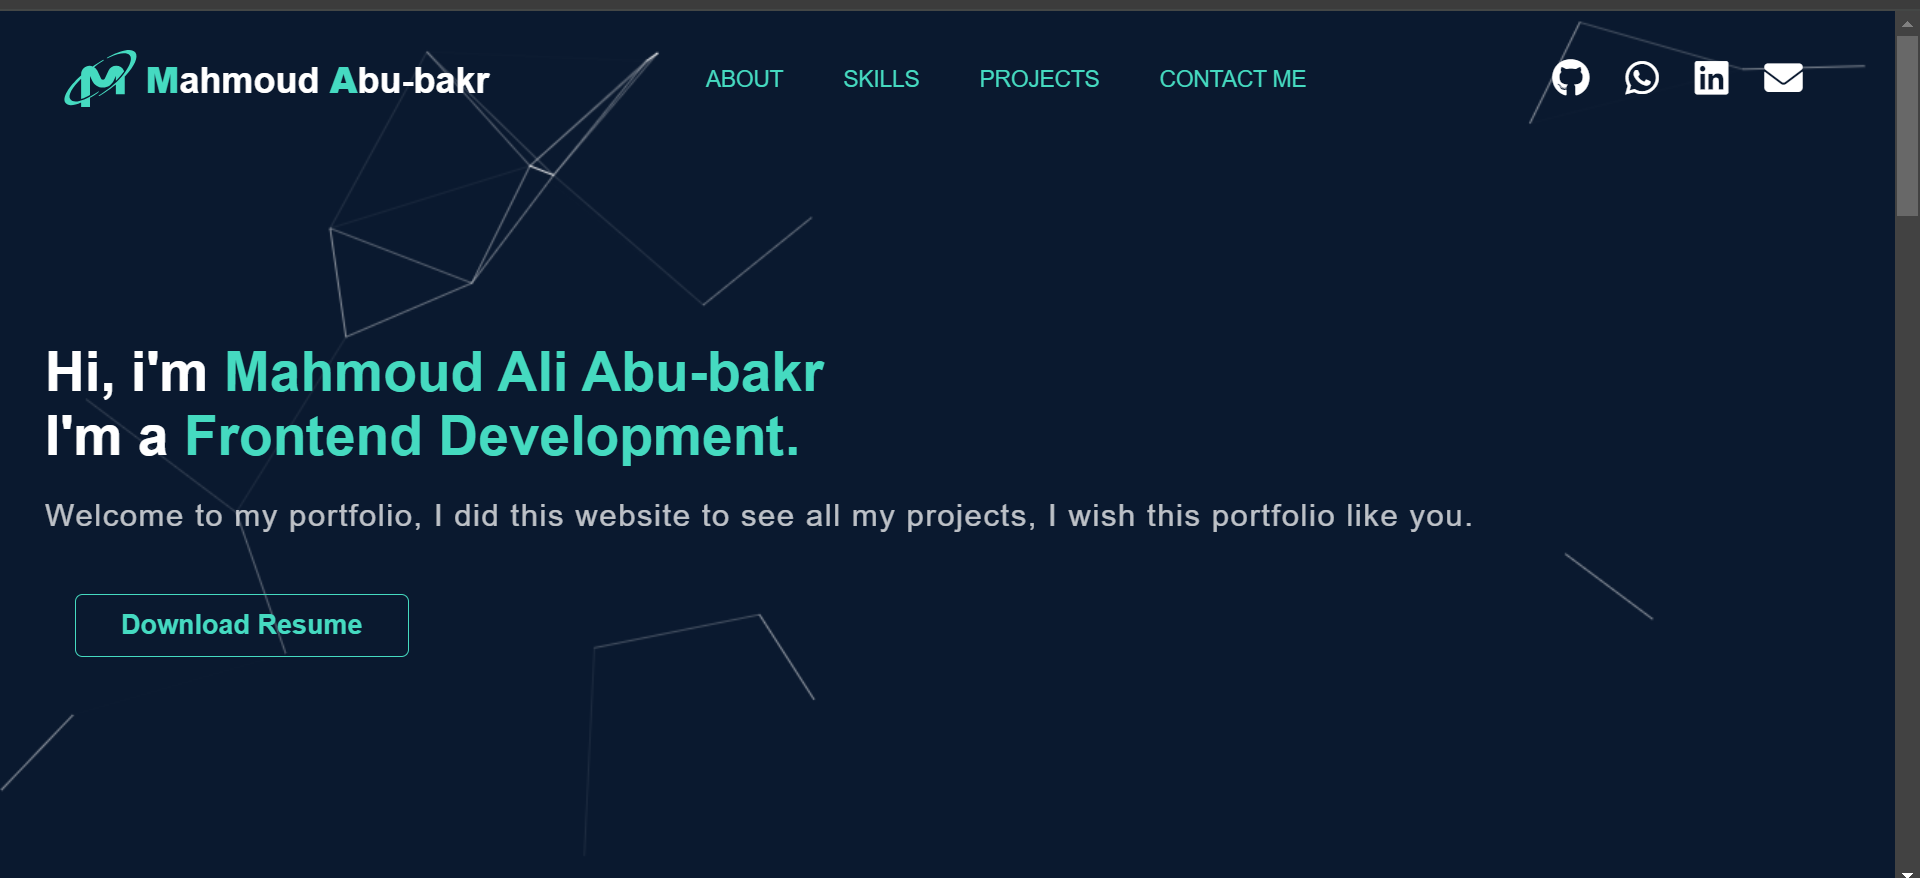 Mahmoud Abu-bakr
ABOUT
SKILLS
PROJECTS
CONTACT ME
Hi, i'm Mahmoud Ali Abu-bakr
I'm a Frontend Development.
Welcome to my portfolio, I did this website to see all my projects, I wish this portfolio like you.
Download Resume